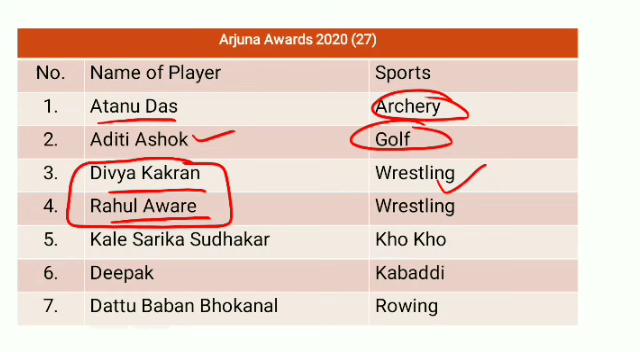 Arjuna Awards 2020 (27)
No. Name of Player Sports
1. Atanu Das Archery
2. Aditi Ashok Golf
3. Divya Kakran Wrestling
4. Rahul Aware Wrestling
5. Kale Sarika Sudhakar Kho Kho
6. Deepak Kabaddi
7. Dattu Baban Bhokanal Rowing